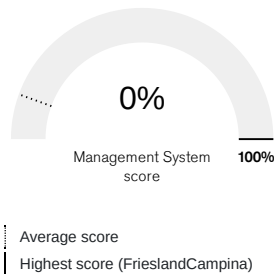 0%
Management System 100%
score
Average score
Highest score (FrieslandCampina)